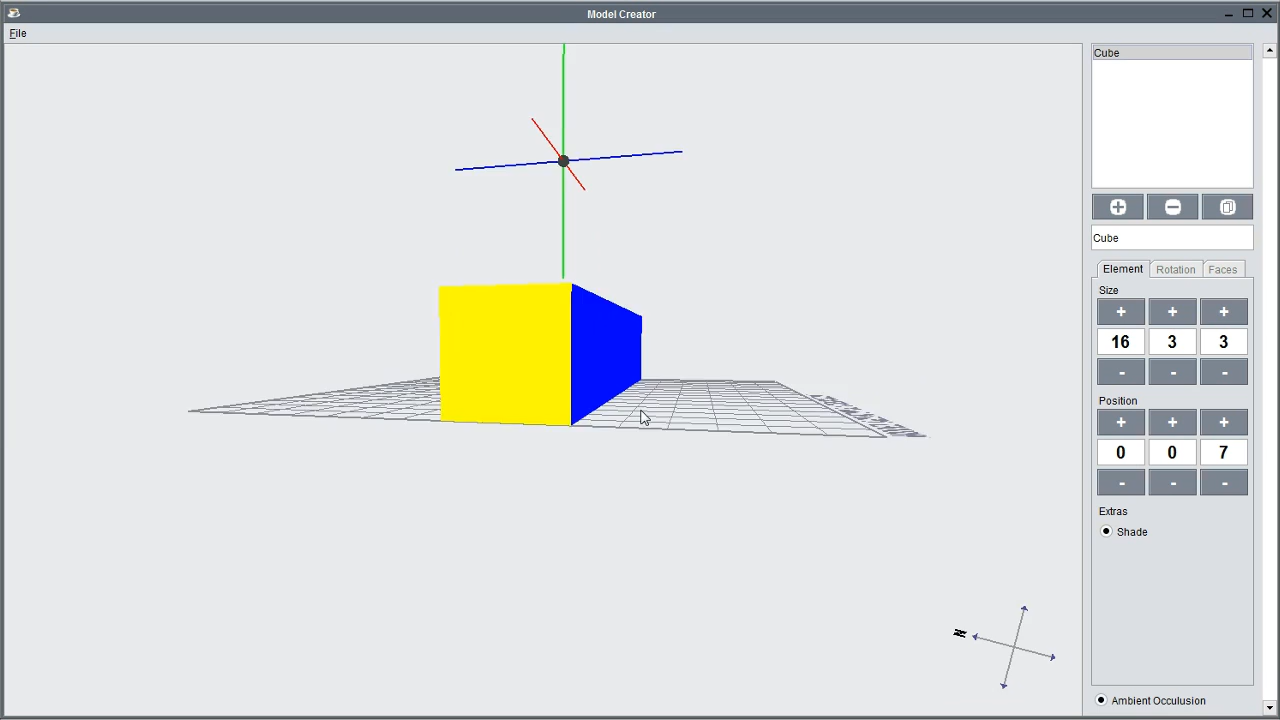 Model Creator
File
Cube
Cube
Element Rotation Faces
Size
+ + +
16 3 3
- - -
Position
+ + +
0 0 7
- - -
Extras
Shade
N
Ambient Occulusion